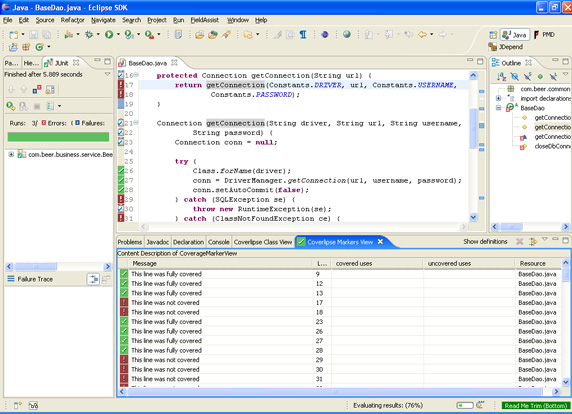 Java - BaseDao.java - Eclipse SDK
File Edit Source Refactor Navigate Search Project Run FieldAssist Window Help
Java PMD
JDepend
Pa... Hier... JUnit
Finished after 5.889 seconds
Runs: 3/ Errors: Failures:
com.beer.business.service.Bee
Failure Trace
BaseDao.java
16 protected Connection getConnection(String url) {
17 return getConnection(Constants.DRIVER, url, Constants.USERNAME,
18 Constants.PASSWORD);
19 }
20
21 Connection getConnection(String driver, String url, String username,
22 String password) {
23 Connection conn = null;
24
25 try {
26 Class.forName(driver);
27 conn = DriverManager.getConnection(url, username, password);
28 conn.setAutoCommit(false);
29 } catch (SQLException se) {
30 throw new RuntimeException(se);
31 } catch (ClassNotFoundException ce) {
Outline
com.beer.common
import declarations
BaseDao
getConnecti
getConnecti
getConnecti
closeDbConn
Problems Javadoc Declaration Console Coverlipse Class View Coverlipse Markers View Show definitions
Content Description of CoverageMarkerView
Message L... covered uses uncovered uses Resource
This line was fully covered 9 BaseDao.java
This line was fully covered 12 BaseDao.java
This line was fully covered 13 BaseDao.java
This line was not covered 17 BaseDao.java
This line was not covered 18 BaseDao.java
This line was fully covered 23 BaseDao.java
This line was fully covered 26 BaseDao.java
This line was fully covered 27 BaseDao.java
This line was fully covered 28 BaseDao.java
This line was not covered 29 BaseDao.java
This line was not covered 30 BaseDao.java
This line was not covered 31 BaseDao.java
Evaluating results: (76%)
Read Me Trim (Bottom)